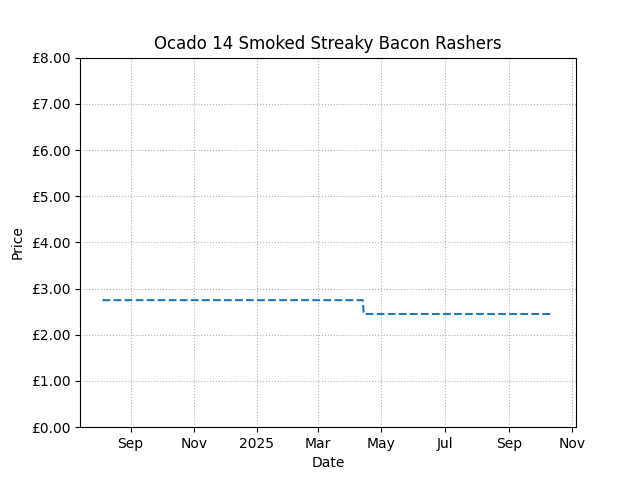 Ocado 14 Smoked Streaky Bacon Rashers
£8.00
£7.00
£6.00
£5.00
£4.00
£3.00
£2.00
£1.00
£0.00
Price
Sep Nov 2025 Mar May Jul Sep Nov
Date